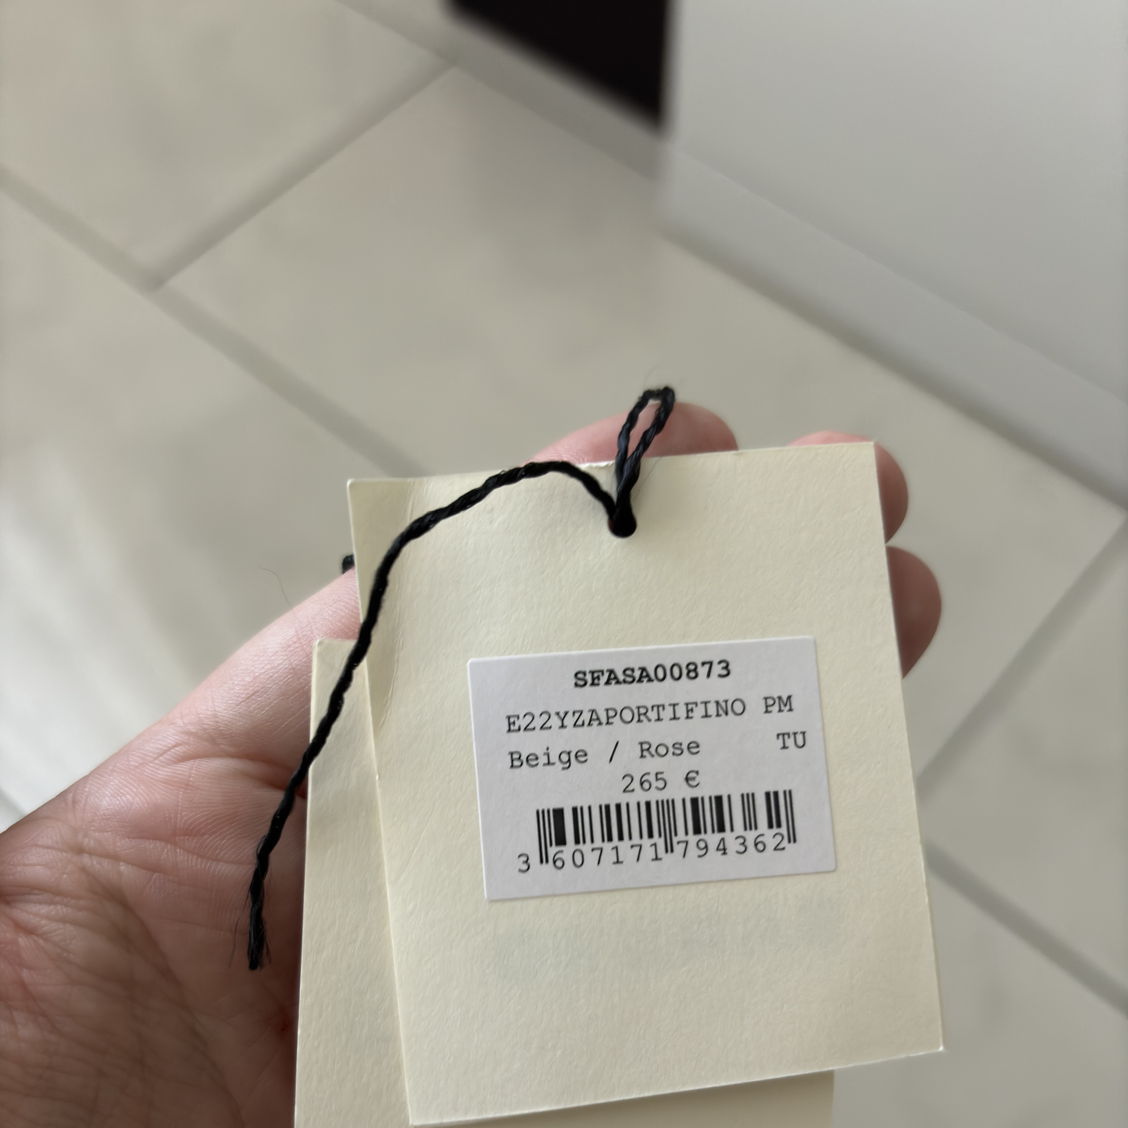 SFASA00873
E22YZAPORTIFINO PM
Beige / Rose TU
265 €
3 607171 794362